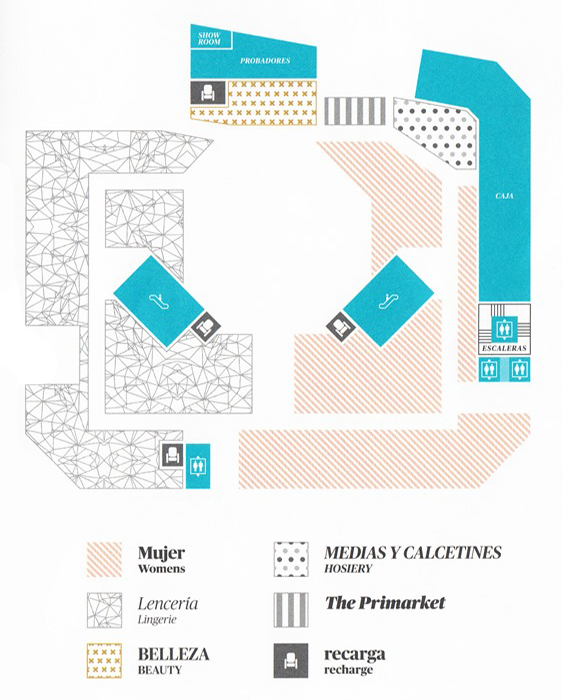 SHOW
ROOM
PROBADORES
CAJA
ESCALERAS
Mujer
Womens
MEDIAS Y CALCETINES
HOSIERY
Lencería
Lingerie
The Primarket
BELLEZA
BEAUTY
recarga
recharge